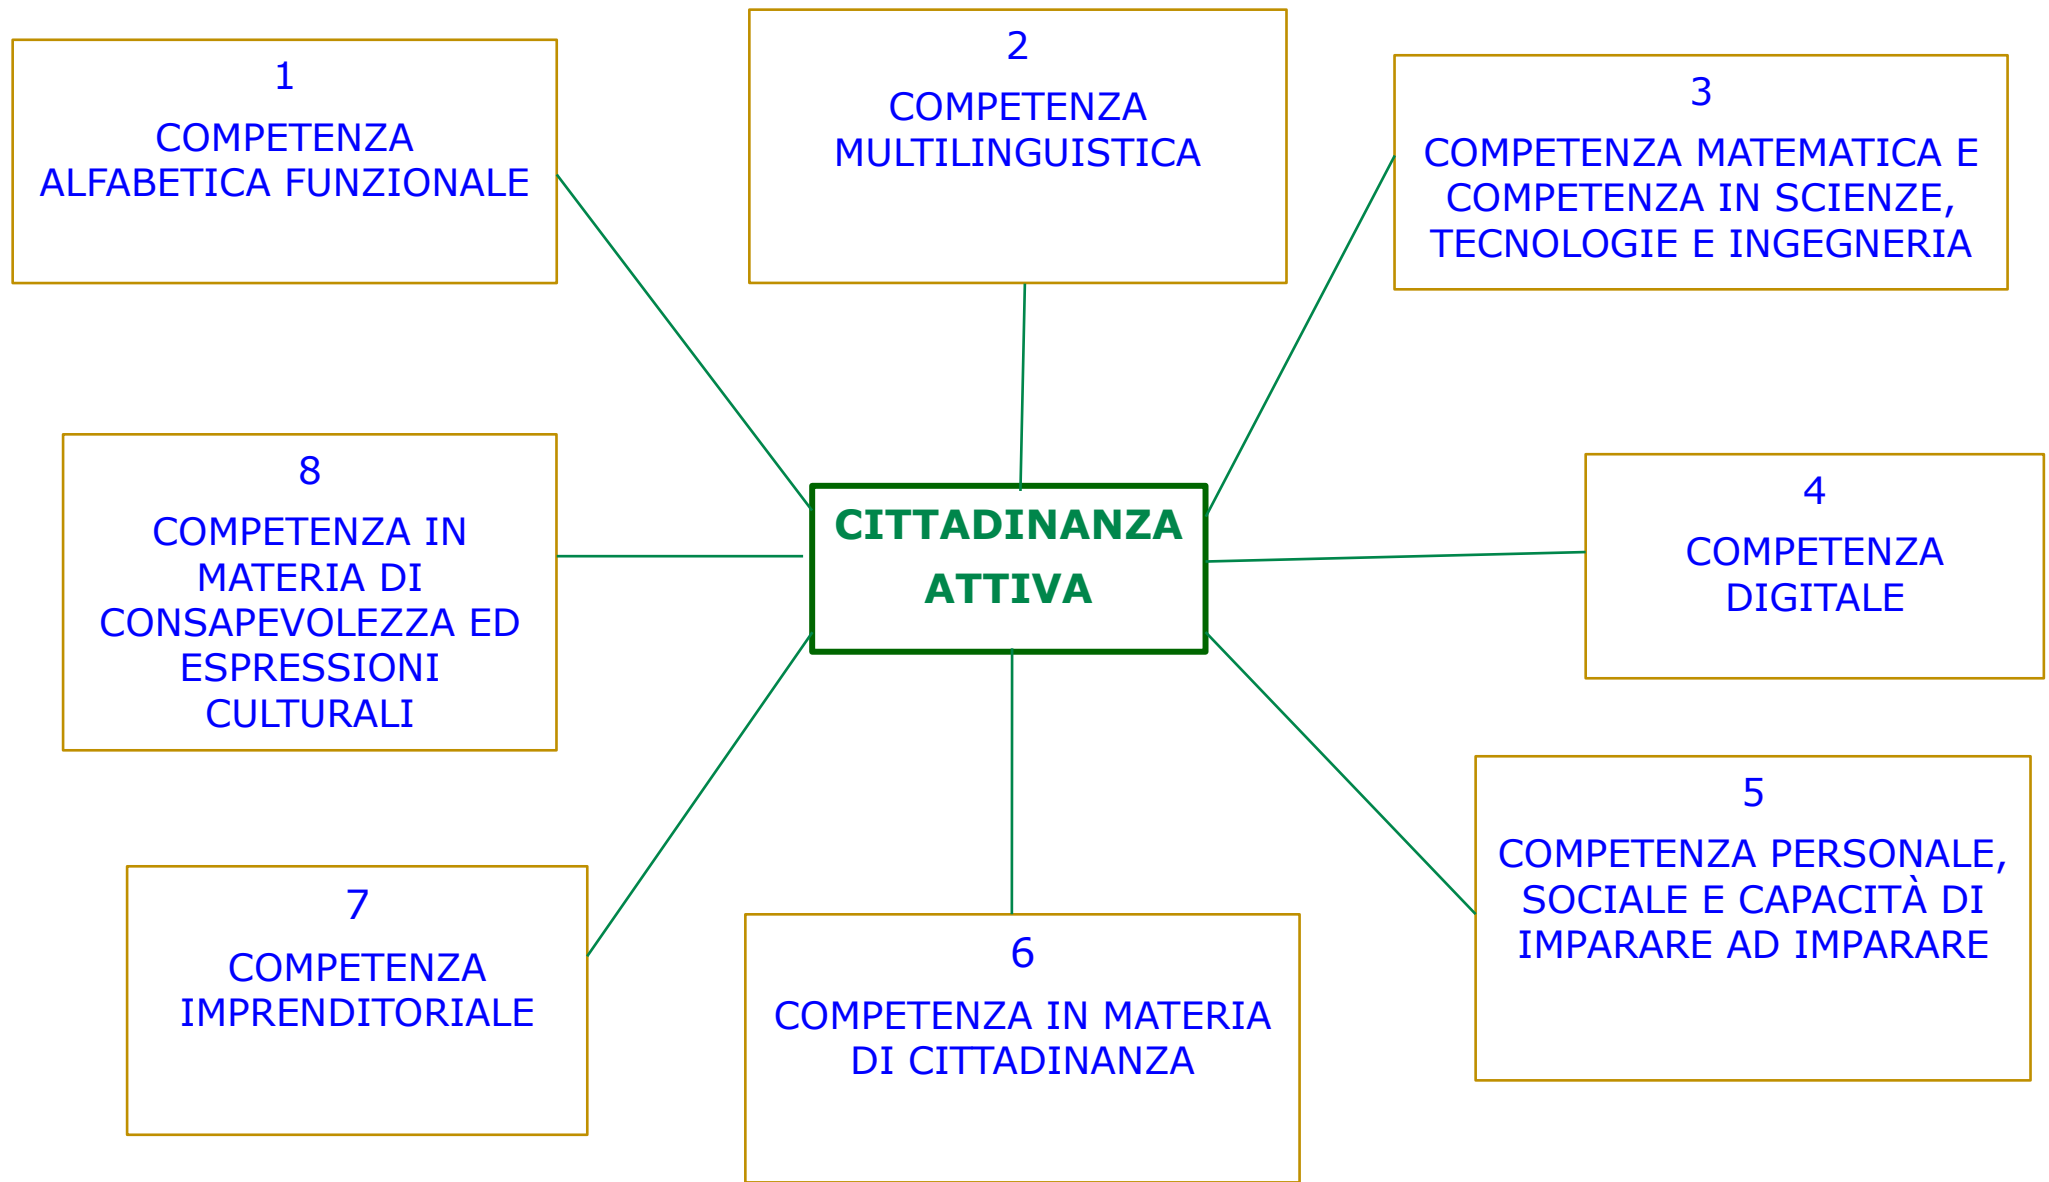 1
COMPETENZA
ALFABETICA FUNZIONALE
2
COMPETENZA
MULTILINGUISTICA
3
COMPETENZA MATEMATICA E
COMPETENZA IN SCIENZE,
TECNOLOGIE E INGEGNERIA
8
COMPETENZA IN
MATERIA DI
CONSAPEVOLEZZA ED
ESPRESSIONI
CULTURALI
CITTADINANZA
ATTIVA
4
COMPETENZA
DIGITALE
5
COMPETENZA PERSONALE,
SOCIALE E CAPACITÀ DI
IMPARARE AD IMPARARE
7
COMPETENZA
IMPRENDITORIALE
6
COMPETENZA IN MATERIA
DI CITTADINANZA